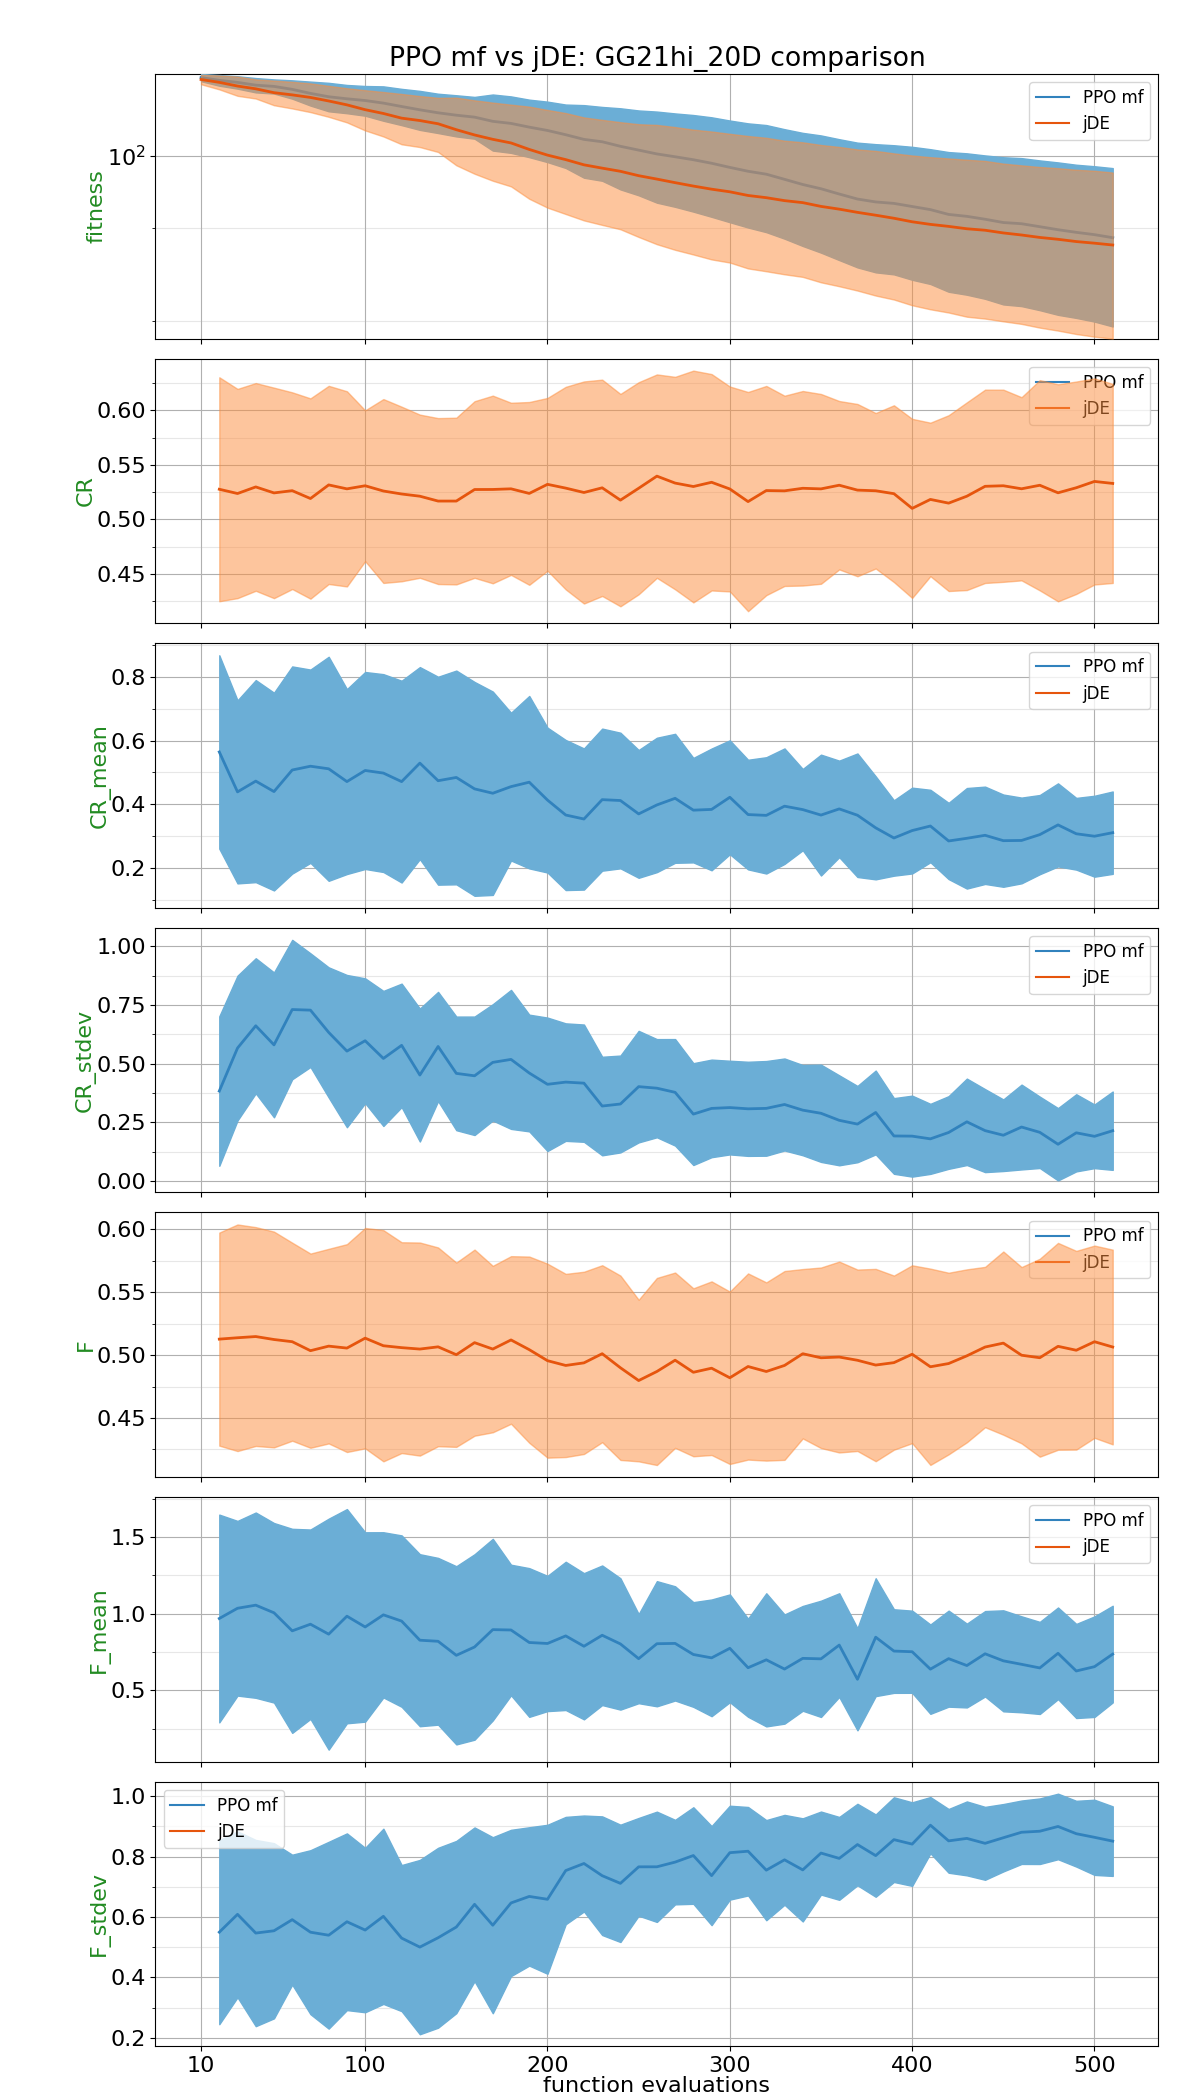 PPO mf vs jDE: GG21hi_20D comparison
PPO mf
jDE
10²
fitness
PPO mf
jDE
0.60
0.55
0.50
0.45
CR
PPO mf
jDE
0.8
0.6
0.4
0.2
CR_mean
PPO mf
jDE
1.00
0.75
0.50
0.25
0.00
CR_stdev
PPO mf
jDE
0.60
0.55
0.50
0.45
F
PPO mf
jDE
1.5
1.0
0.5
F_mean
PPO mf
jDE
1.0
0.8
0.6
0.4
0.2
F_stdev
10 100 200 300 400 500
function evaluations